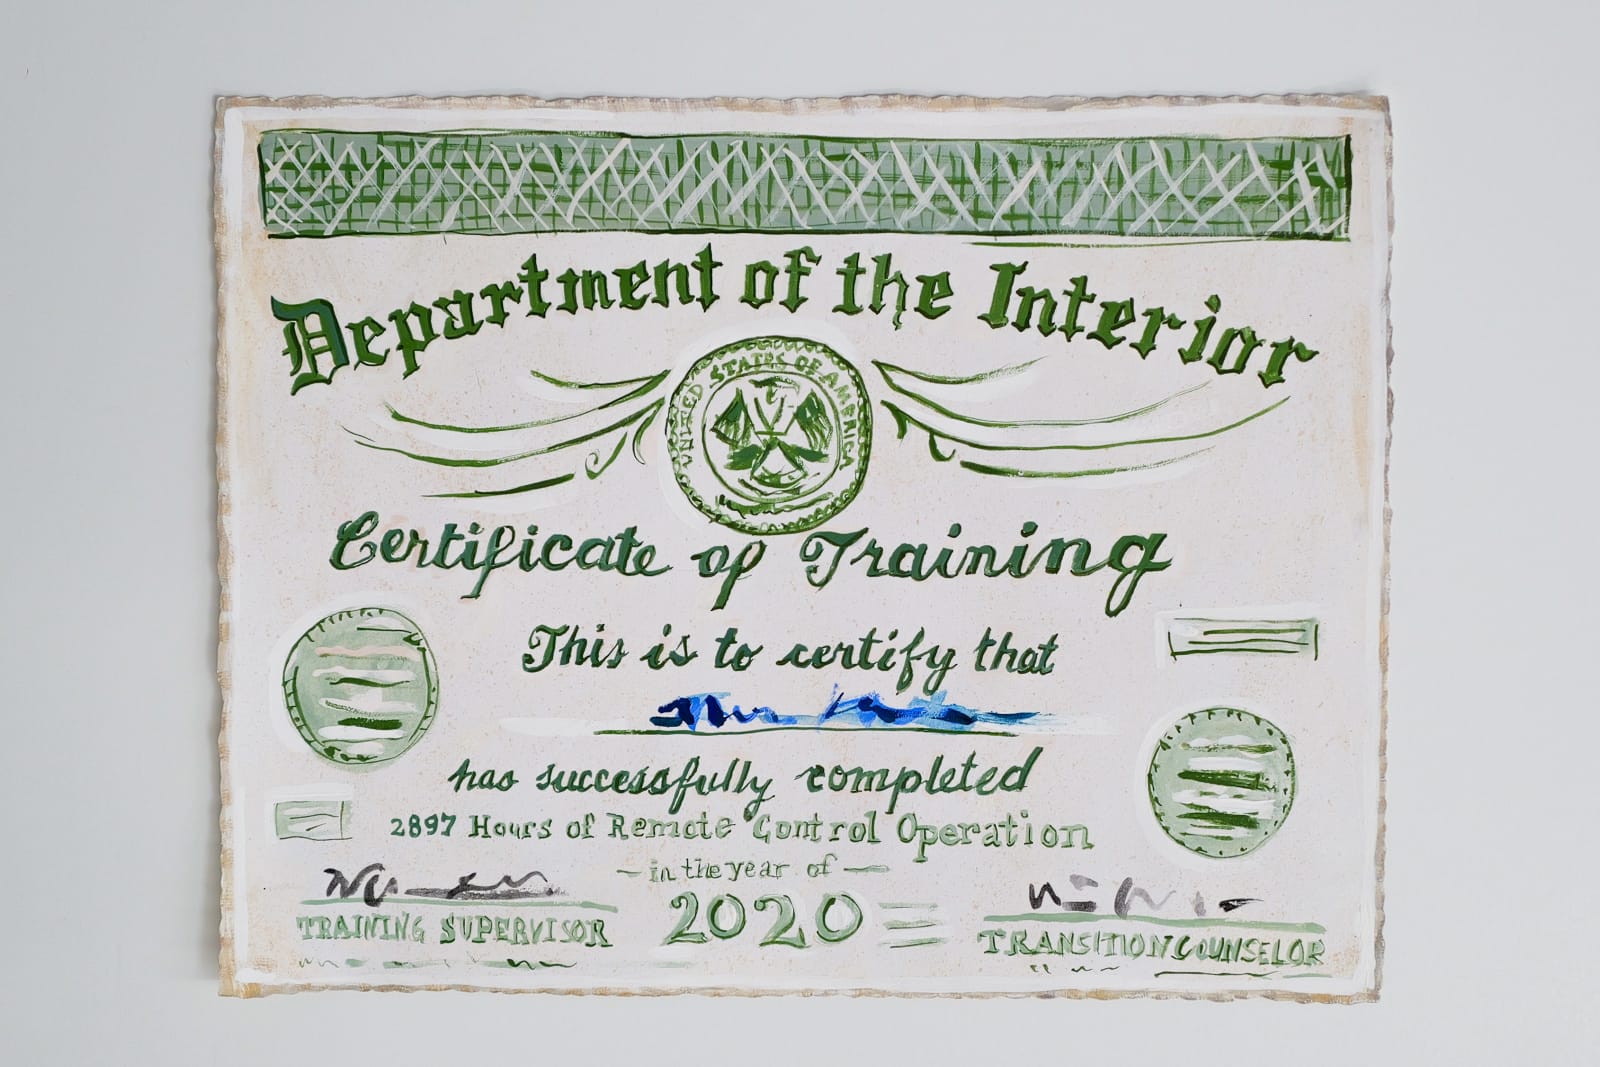 Department of the Interior
UNITED STATES OF AMERICA
Certificate of Training
This is to certify that
has successfully completed
2897 Hours of Remote Control Operation
— in the year of —
2020
TRAINING SUPERVISOR
TRANSITION COUNSELOR